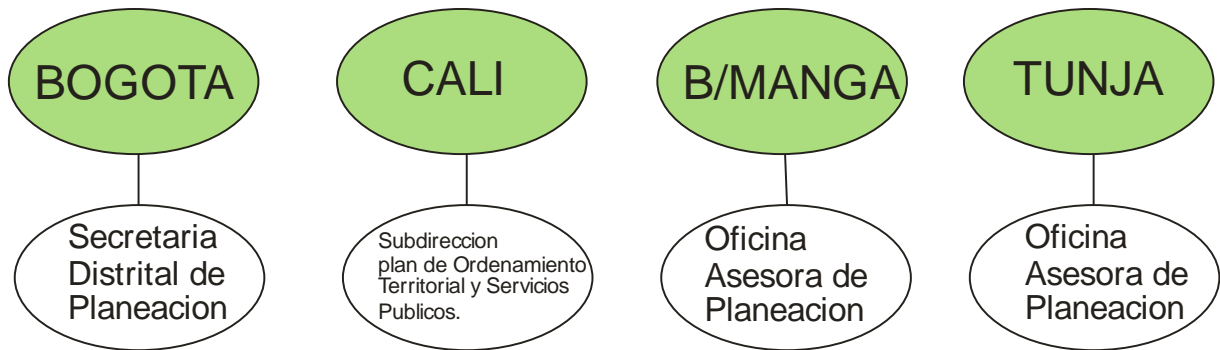 BOGOTA
CALI
B/MANGA
TUNJA
Secretaria
Distrital de
Planeacion
Subdireccion
plan de Ordenamiento
Territorial y Servicios
Publicos.
Oficina
Asesora de
Planeacion
Oficina
Asesora de
Planeacion